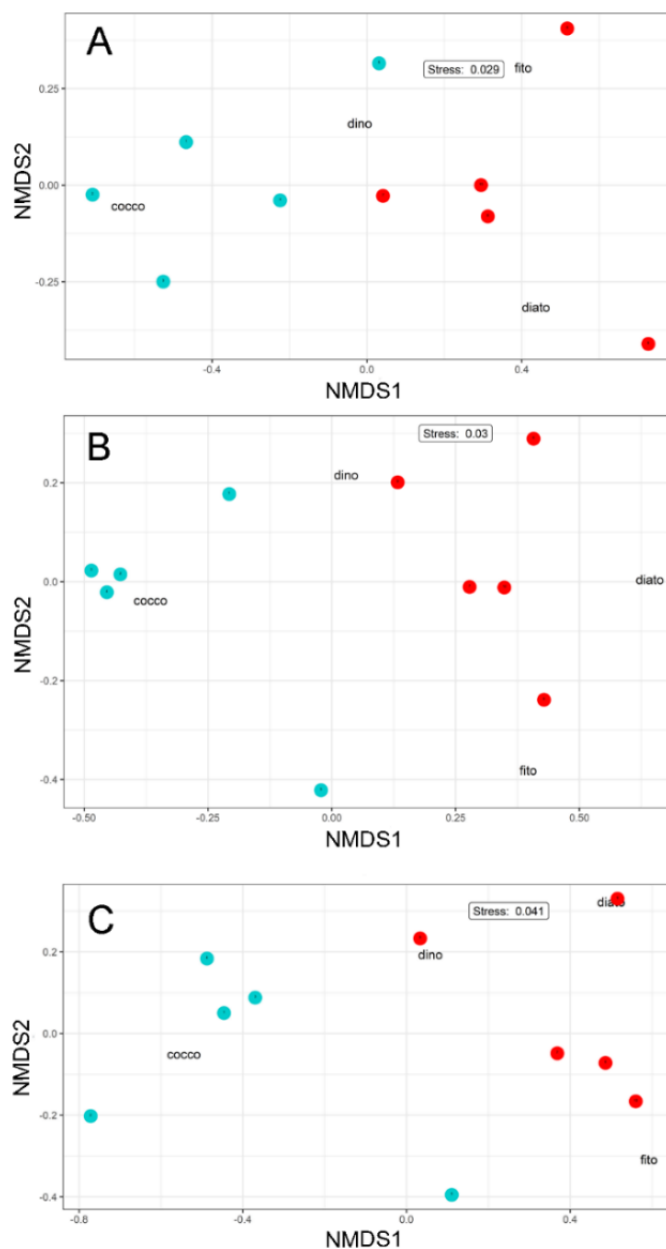 A
Stress: 0.029
fito
dino
cocco
diato
NMDS2
0.25
0.00
-0.25
-0.4
0.0
0.4
NMDS1
B
Stress: 0.03
dino
diato
cocco
fito
NMDS2
0.2
0.0
-0.2
-0.4
-0.50
-0.25
0.00
0.25
0.50
NMDS1
C
Stress: 0.041
diato
dino
cocco
fito
NMDS2
0.2
0.0
-0.2
-0.4
-0.8
-0.4
0.0
0.4
NMDS1